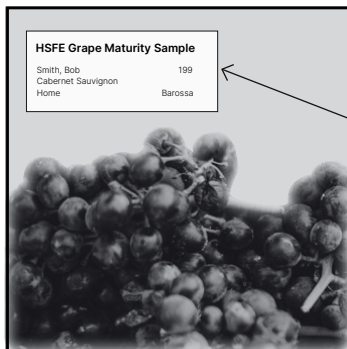 HSFE Grape Maturity Sample
Smith, Bob 199
Cabernet Sauvignon
Home Barossa